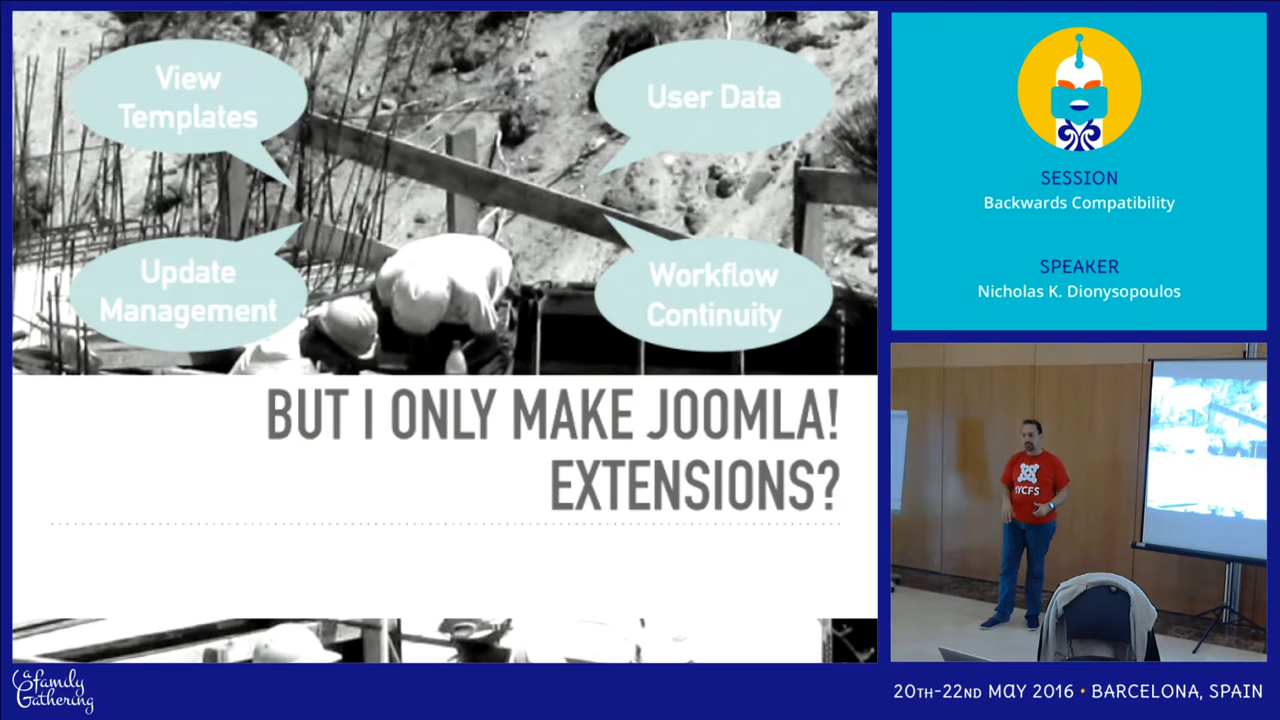 View
Templates
User Data
Update
Management
Workflow
Continuity
BUT I ONLY MAKE JOOMLA!
EXTENSIONS?
SESSION
Backwards Compatibility
SPEAKER
Nicholas K. Dionysopoulos
a
family
Gathering
20TH-22ND MAY 2016 • BARCELONA, SPAIN